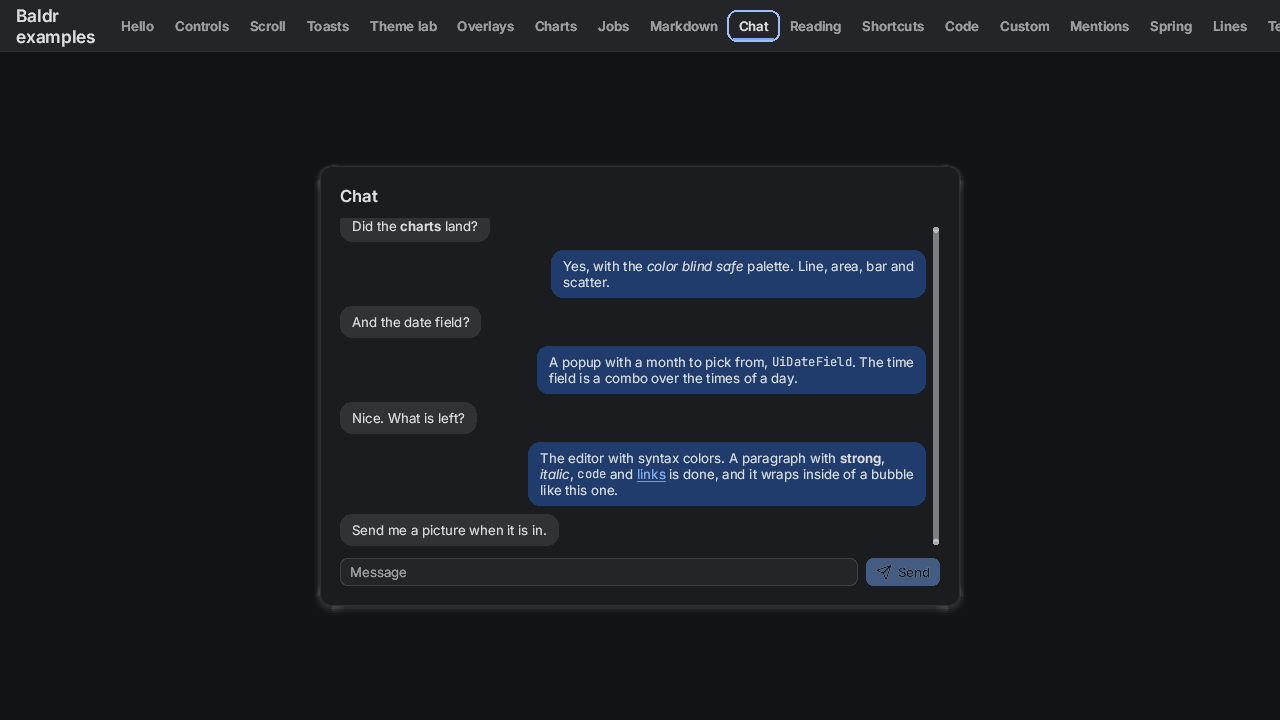 Baldr
examples
Hello Controls Scroll Toasts Theme lab Overlays Charts Jobs Markdown Chat Reading Shortcuts Code Custom Mentions Spring Lines
Chat
Did the charts land?
Yes, with the color blind safe palette. Line, area, bar and
scatter.
And the date field?
A popup with a month to pick from, UiDateField. The time
field is a combo over the times of a day.
Nice. What is left?
The editor with syntax colors. A paragraph with strong,
italic, code and links is done, and it wraps inside of a bubble
like this one.
Send me a picture when it is in.
Message
Send